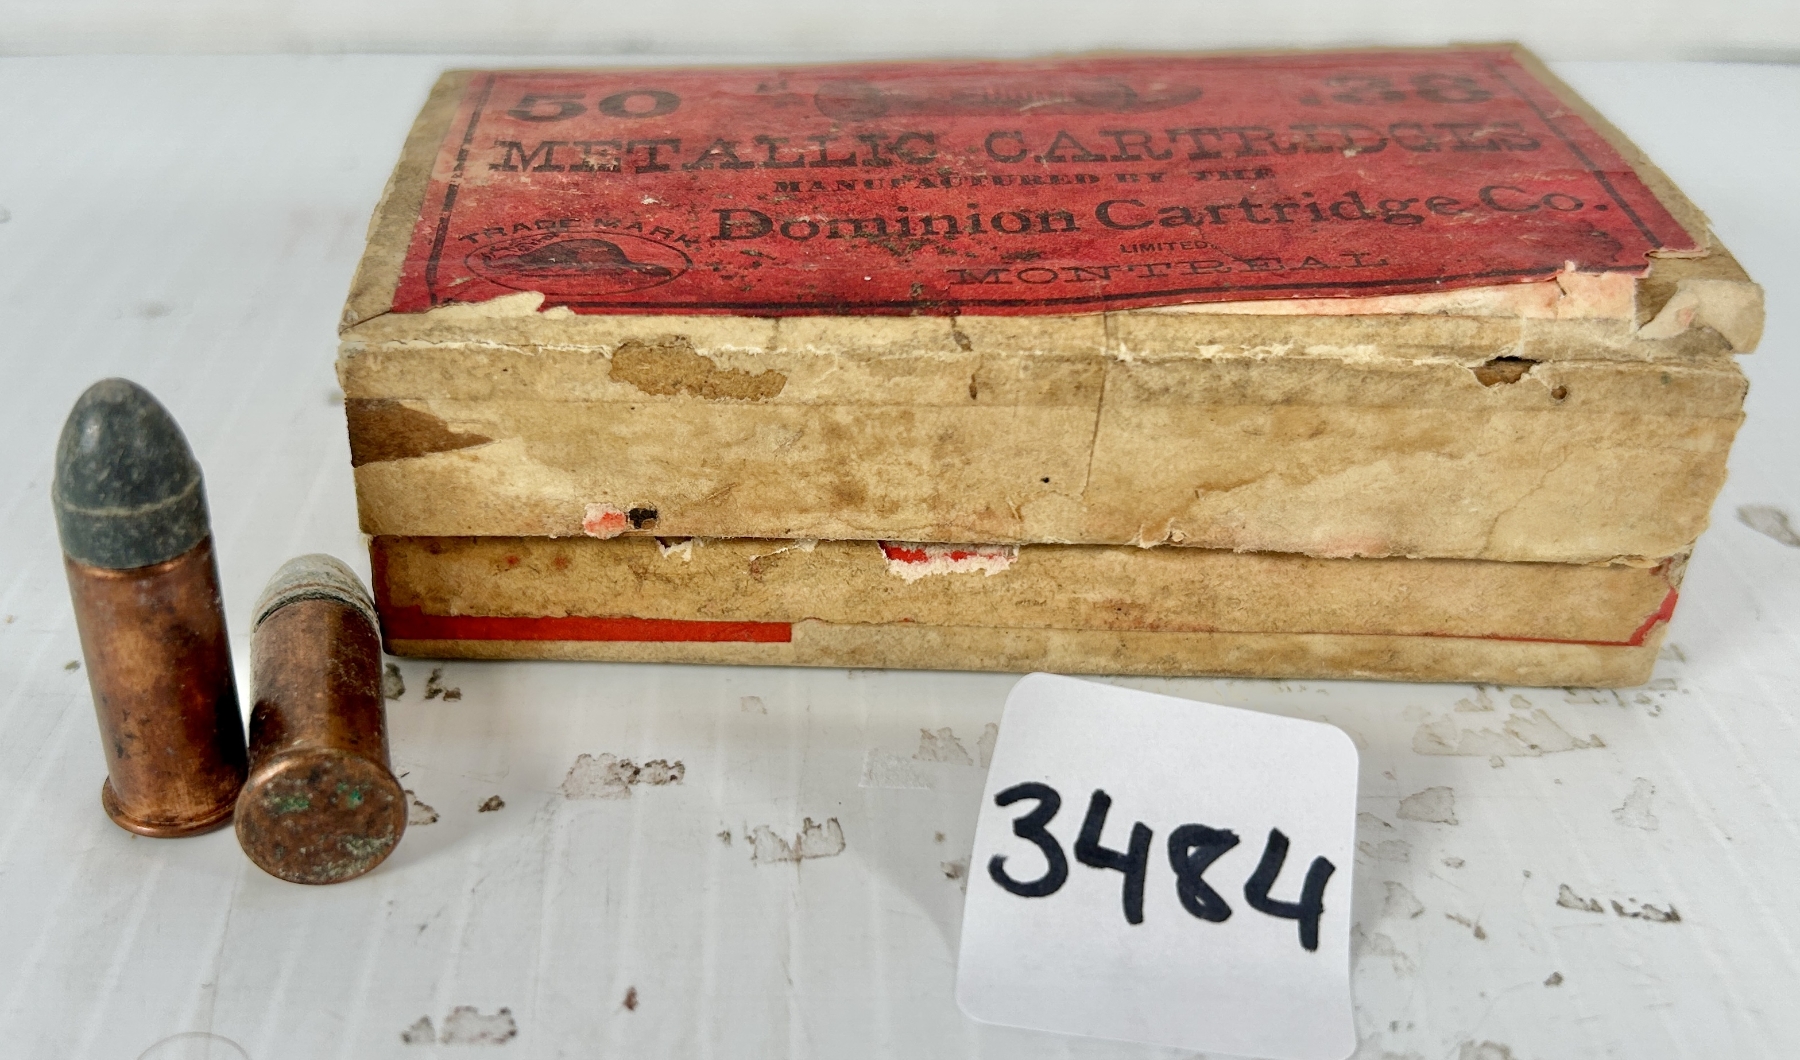 50 .38
METALLIC CARTRIDGES
MANUFACTURED BY THE
Dominion Cartridge Co.
LIMITED
MONTREAL
TRADE MARK
3484